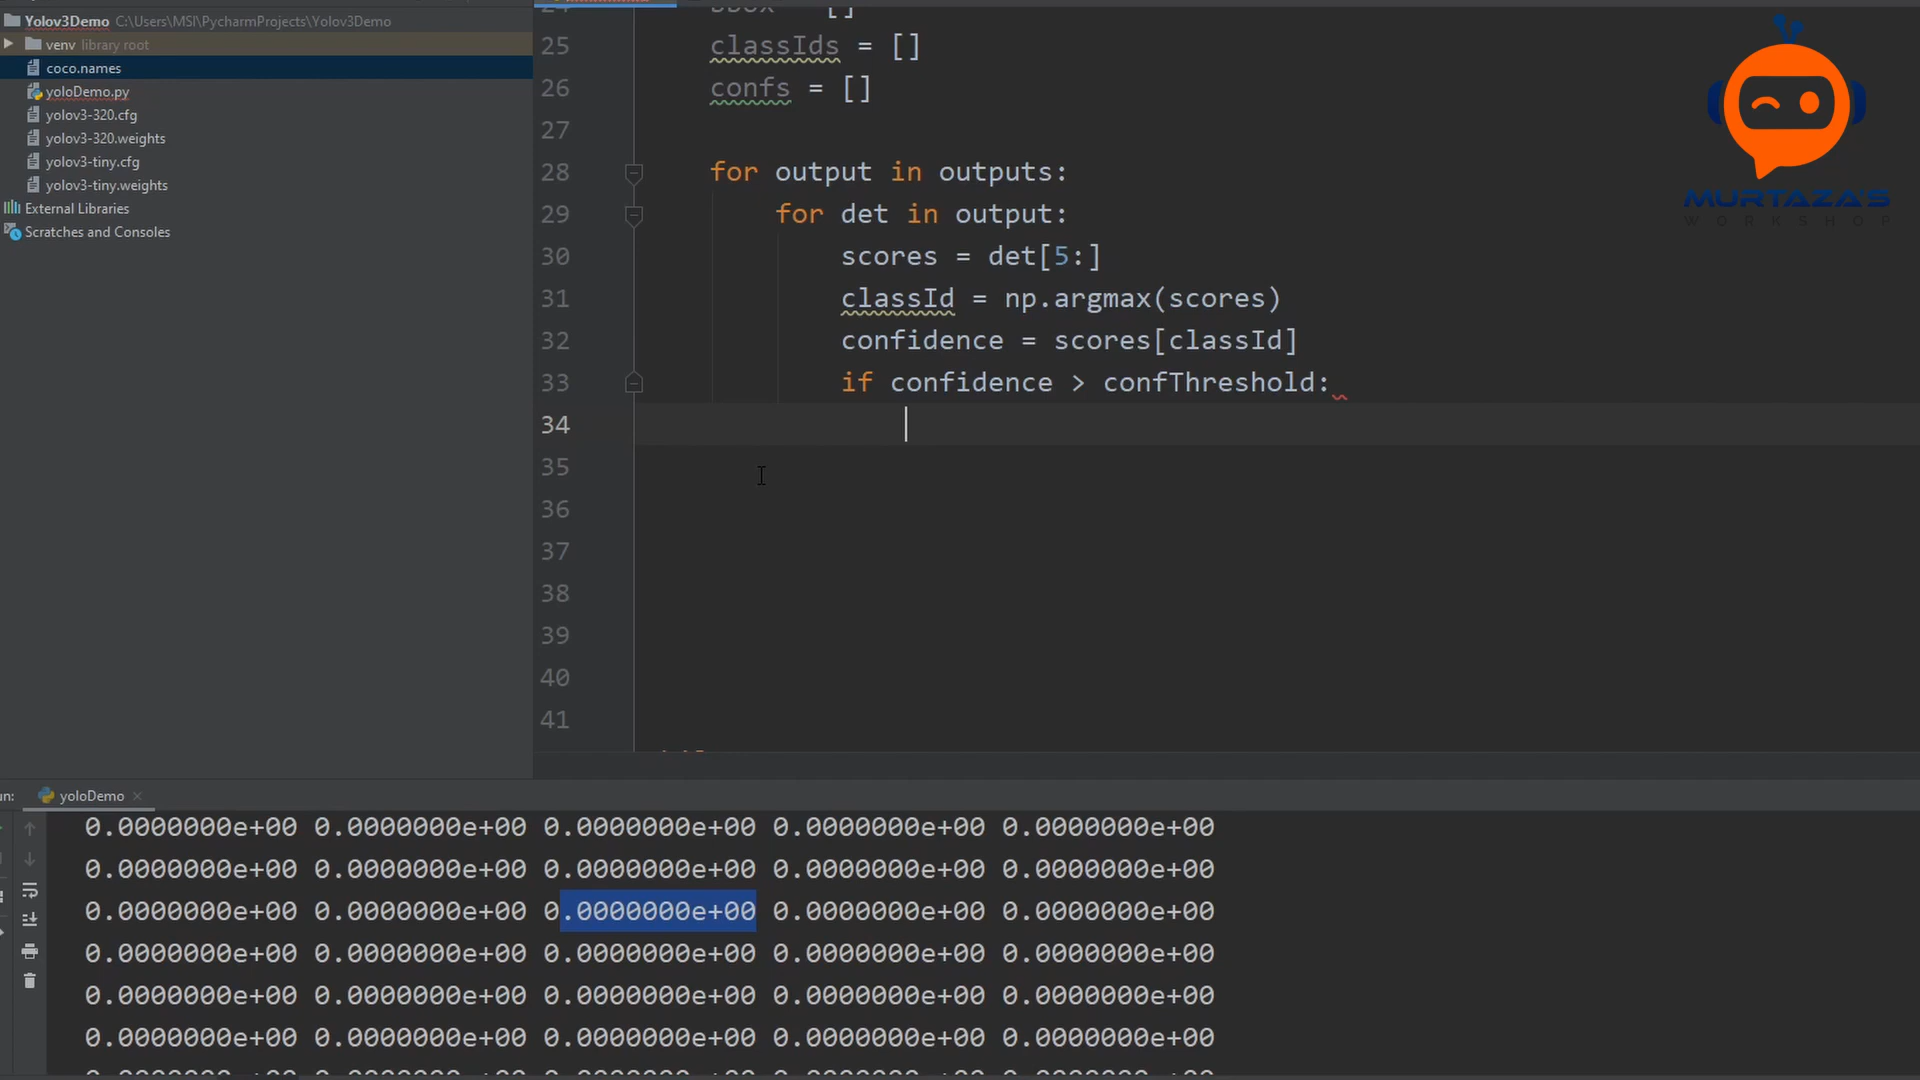 Yolov3Demo C:\Users\MSI\PycharmProjects\Yolov3Demo
venv library root
coco.names
yoloDemo.py
yolov3-320.cfg
yolov3-320.weights
yolov3-tiny.cfg
yolov3-tiny.weights
External Libraries
Scratches and Consoles
25 classIds = []
26 confs = []
27
28 for output in outputs:
29 for det in output:
30 scores = det[5:]
31 classId = np.argmax(scores)
32 confidence = scores[classId]
33 if confidence > confThreshold:
34
35
36
37
38
39
40
41
MURTAZA'S
WORKSHOP
un: yoloDemo
0.0000000e+00 0.0000000e+00 0.0000000e+00 0.0000000e+00 0.0000000e+00
0.0000000e+00 0.0000000e+00 0.0000000e+00 0.0000000e+00 0.0000000e+00
0.0000000e+00 0.0000000e+00 0.0000000e+00 0.0000000e+00 0.0000000e+00
0.0000000e+00 0.0000000e+00 0.0000000e+00 0.0000000e+00 0.0000000e+00
0.0000000e+00 0.0000000e+00 0.0000000e+00 0.0000000e+00 0.0000000e+00
0.0000000e+00 0.0000000e+00 0.0000000e+00 0.0000000e+00 0.0000000e+00